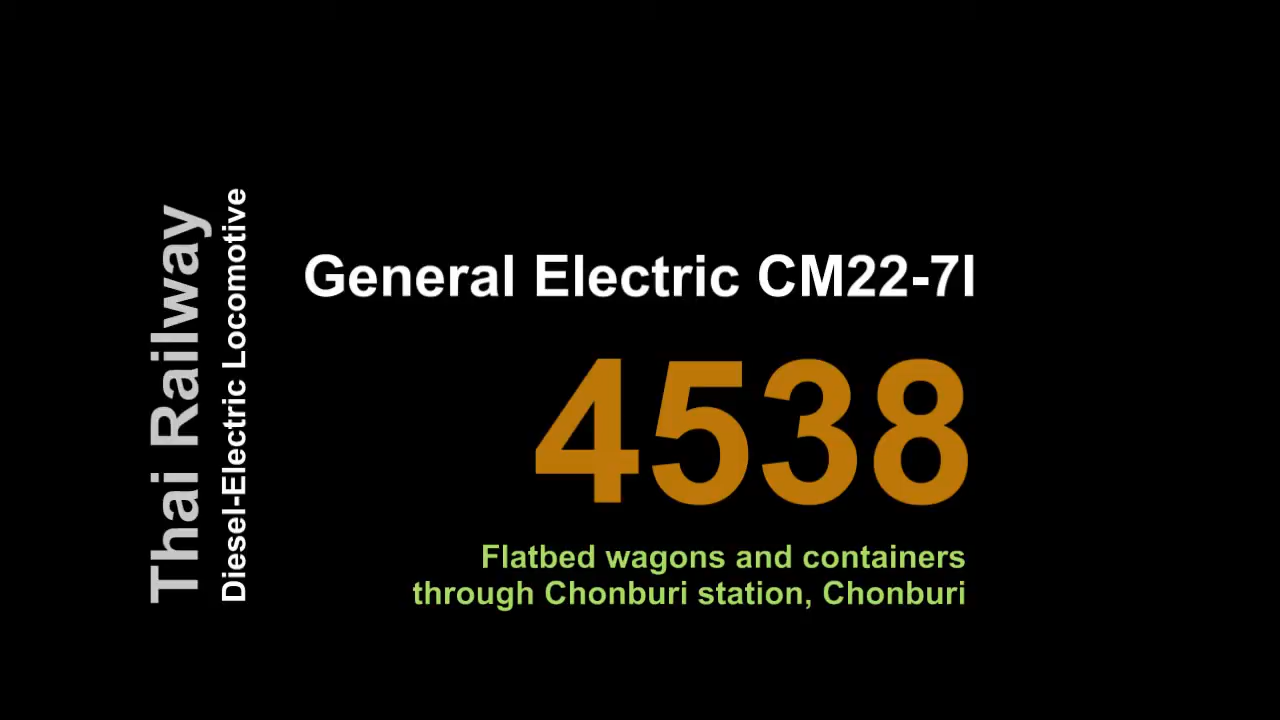 Thai Railway
Diesel-Electric Locomotive
General Electric CM22-7I
4538
Flatbed wagons and containers
through Chonburi station, Chonburi